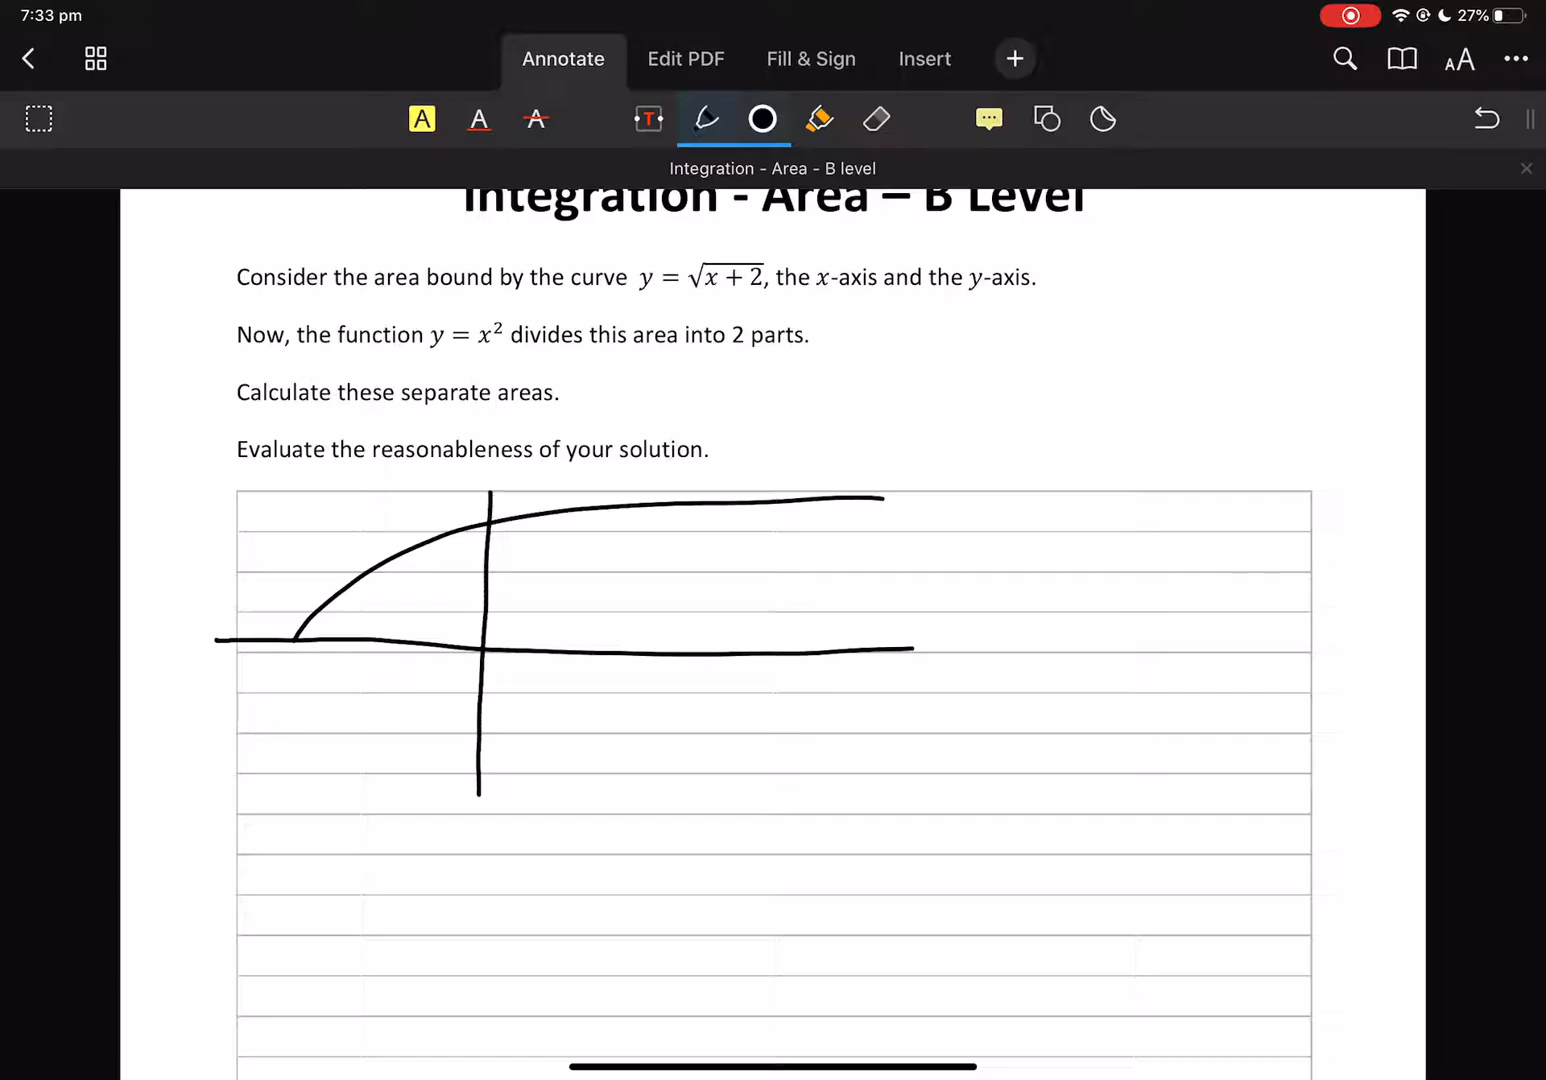 7:33 pm
27%
Annotate
Edit PDF
Fill & Sign
Insert
Integration - Area - B level
Integration - Area – B Level
Consider the area bound by the curve y = √(x + 2), the x-axis and the y-axis.
Now, the function y = x² divides this area into 2 parts.
Calculate these separate areas.
Evaluate the reasonableness of your solution.